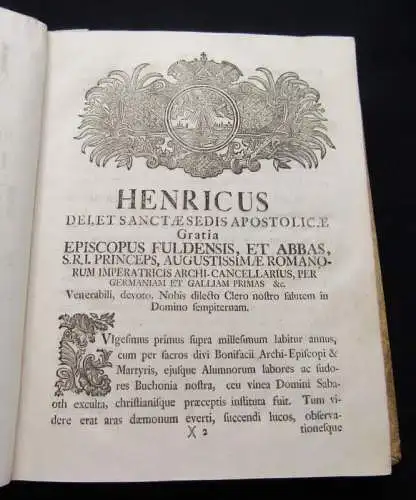 HENRICUS
DEI, ET SANCTÆ SEDIS APOSTOLICÆ
Gratia
EPISCOPUS FULDENSIS, ET ABBAS,
S.R.I. PRINCEPS, AUGUSTISSIMÆ ROMANO-
RUM IMPERATRICIS ARCHI-CANCELLARIUS, PER
GERMANIAM ET GALLIAM PRIMAS &c.
Venerabili, devoto. Nobis dilecto Clero nostro salutem in
Domino sempiternam.
VIgesimus primus supra millesimum labitur annus,
cum per sacros divi Bonifacii Archi-Episcopi &
Martyris, ejusque Alumnorum labores ac sudo-
res Buchonia nostra, ceu vinea Domini Saba-
oth exculta, christianisque præceptis instituta fuit. Tum vi-
dere erat aras dæmonum everti, succendi lucos, observa-
)( 2 tionesque